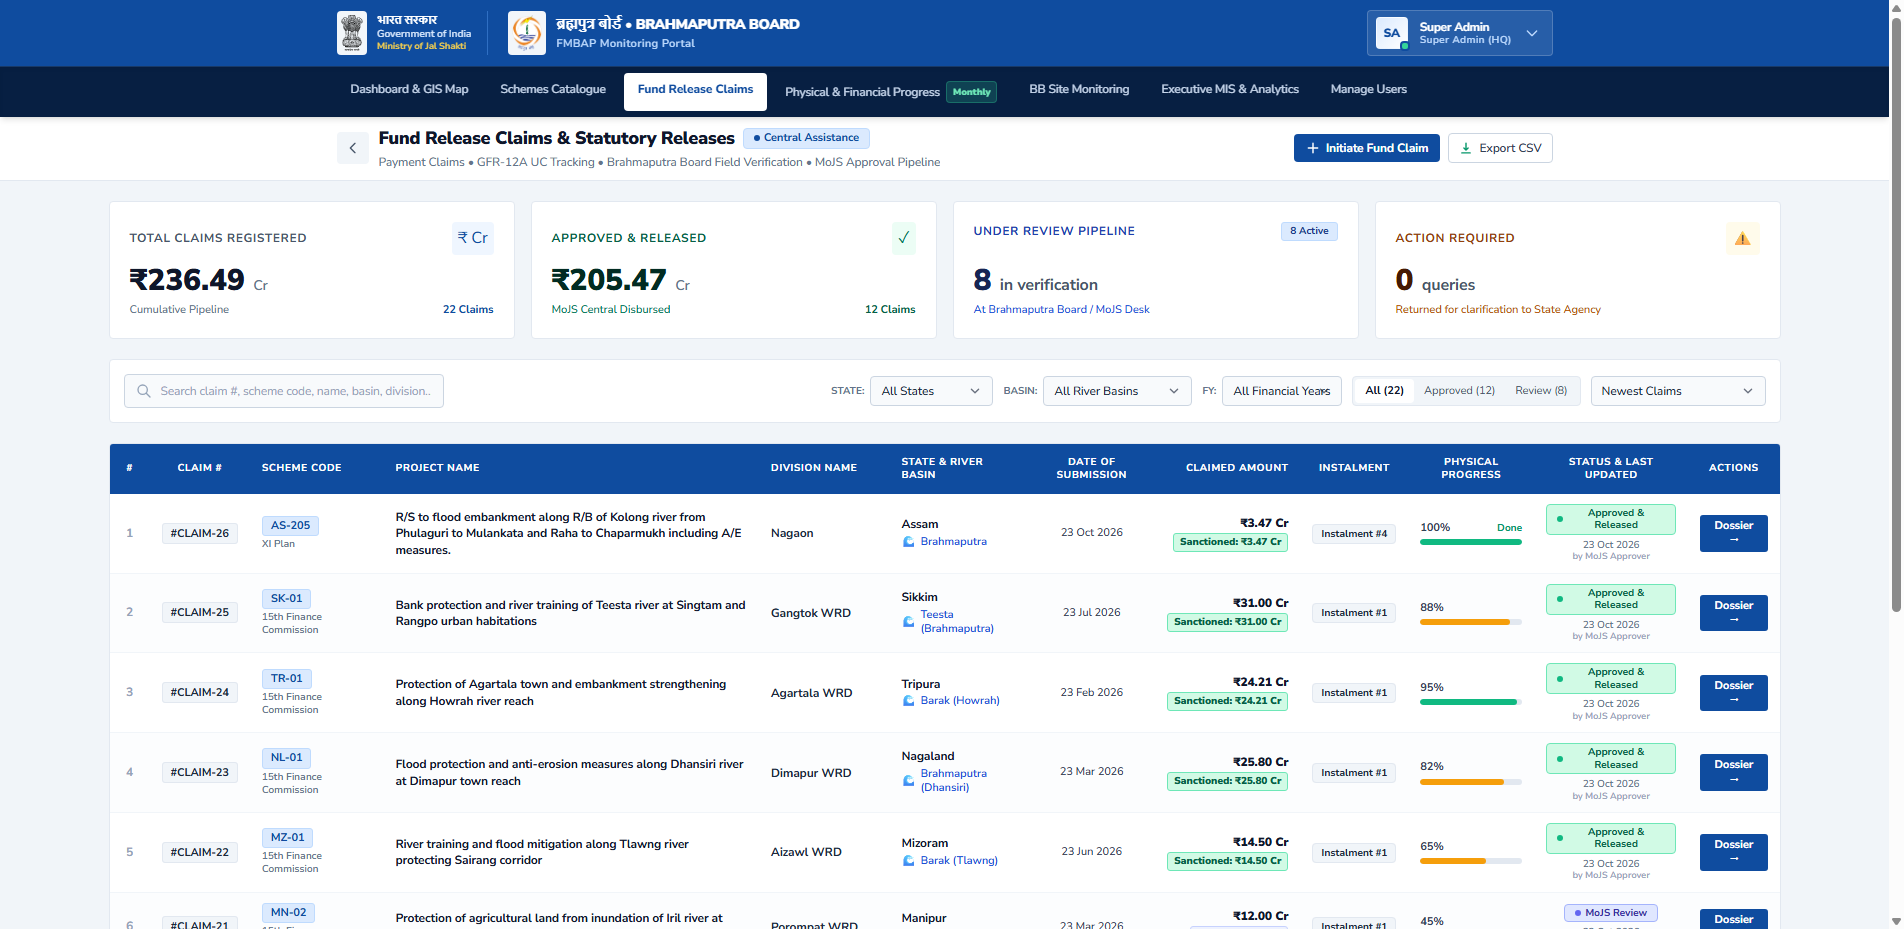 भारत सरकार
Government of India
Ministry of Jal Shakti
ब्रह्मपुत्र बोर्ड • BRAHMAPUTRA BOARD
FMBAP Monitoring Portal
SA
Super Admin
Super Admin (HQ)
Dashboard & GIS Map
Schemes Catalogue
Fund Release Claims
Physical & Financial Progress Monthly
BB Site Monitoring
Executive MIS & Analytics
Manage Users
Fund Release Claims & Statutory Releases
• Central Assistance
Payment Claims • GFR-12A UC Tracking • Brahmaputra Board Field Verification • MoJS Approval Pipeline
+ Initiate Fund Claim
Export CSV
TOTAL CLAIMS REGISTERED
₹ Cr
₹236.49 Cr
Cumulative Pipeline
22 Claims
APPROVED & RELEASED
✓
₹205.47 Cr
MoJS Central Disbursed
12 Claims
UNDER REVIEW PIPELINE
8 Active
8 in verification
At Brahmaputra Board / MoJS Desk
ACTION REQUIRED
0 queries
Returned for clarification to State Agency
Search claim #, scheme code, name, basin, division..
STATE: All States
BASIN: All River Basins
FY: All Financial Years
All (22)
Approved (12)
Review (8)
Newest Claims
#
CLAIM #
SCHEME CODE
PROJECT NAME
DIVISION NAME
STATE & RIVER
BASIN
DATE OF
SUBMISSION
CLAIMED AMOUNT
INSTALMENT
PHYSICAL
PROGRESS
STATUS & LAST
UPDATED
ACTIONS
1
#CLAIM-26
AS-205
XI Plan
R/S to flood embankment along R/B of Kolong river from
Phulaguri to Mulankata and Raha to Chaparmukh including A/E
measures.
Nagaon
Assam
Brahmaputra
23 Oct 2026
₹3.47 Cr
Sanctioned: ₹3.47 Cr
Instalment #4
100% Done
Approved &
Released
23 Oct 2026
by MoJS Approver
Dossier
→
2
#CLAIM-25
SK-01
15th Finance
Commission
Bank protection and river training of Teesta river at Singtam and
Rangpo urban habitations
Gangtok WRD
Sikkim
Teesta
(Brahmaputra)
23 Jul 2026
₹31.00 Cr
Sanctioned: ₹31.00 Cr
Instalment #1
88%
Approved &
Released
23 Oct 2026
by MoJS Approver
Dossier
→
3
#CLAIM-24
TR-01
15th Finance
Commission
Protection of Agartala town and embankment strengthening
along Howrah river reach
Agartala WRD
Tripura
Barak (Howrah)
23 Feb 2026
₹24.21 Cr
Sanctioned: ₹24.21 Cr
Instalment #1
95%
Approved &
Released
23 Oct 2026
by MoJS Approver
Dossier
→
4
#CLAIM-23
NL-01
15th Finance
Commission
Flood protection and anti-erosion measures along Dhansiri river
at Dimapur town reach
Dimapur WRD
Nagaland
Brahmaputra
(Dhansiri)
23 Mar 2026
₹25.80 Cr
Sanctioned: ₹25.80 Cr
Instalment #1
82%
Approved &
Released
23 Oct 2026
by MoJS Approver
Dossier
→
5
#CLAIM-22
MZ-01
15th Finance
Commission
River training and flood mitigation along Tlawng river
protecting Sairang corridor
Aizawl WRD
Mizoram
Barak (Tlawng)
23 Jun 2026
₹14.50 Cr
Sanctioned: ₹14.50 Cr
Instalment #1
65%
Approved &
Released
23 Oct 2026
by MoJS Approver
Dossier
→
6
#CLAIM-21
MN-02
Protection of agricultural land from inundation of Iril river at
Porompat WRD
Manipur
23 Mar 2026
₹12.00 Cr
Instalment #1
45%
• MoJS Review
Dossier